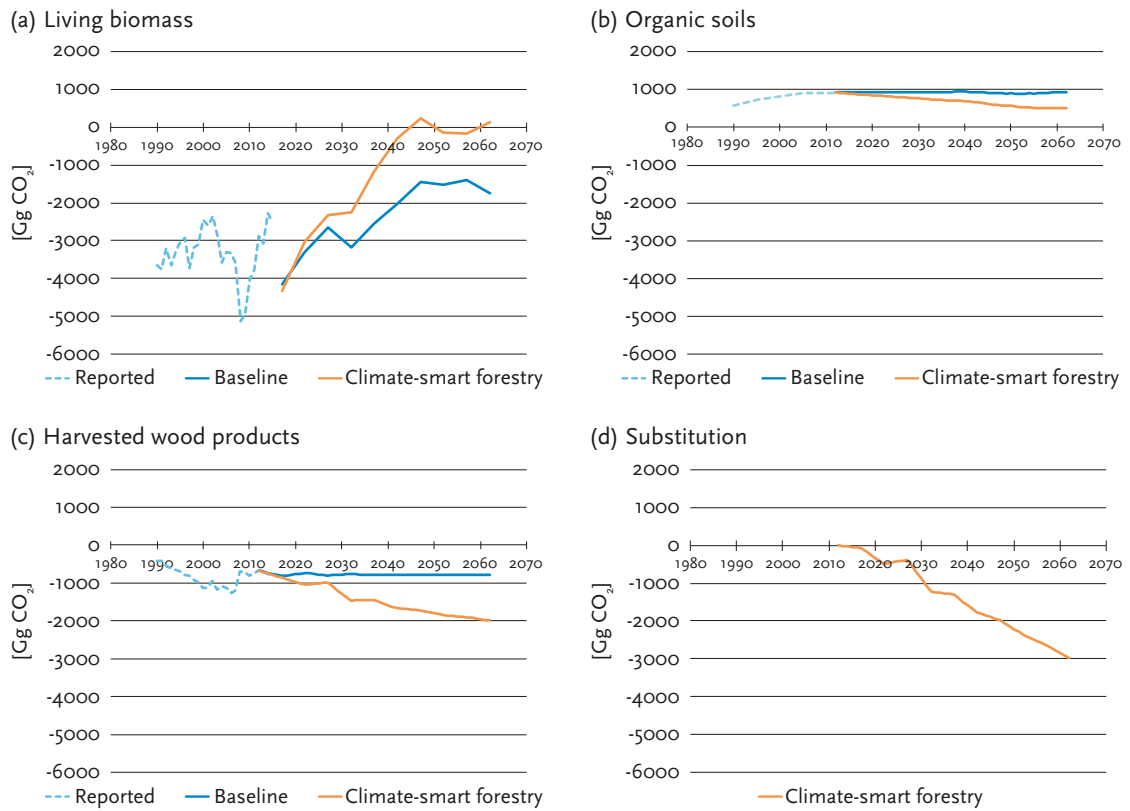 (a) Living biomass
2000
1000
0
1980 1990 2000 2010 2020 2030 2040 2050 2060 2070
-1000
-2000
-3000
-4000
-5000
-6000
[Gg CO₂]
Reported Baseline Climate-smart forestry
(b) Organic soils
2000
1000
0
1980 1990 2000 2010 2020 2030 2040 2050 2060 2070
-1000
-2000
-3000
-4000
-5000
-6000
[Gg CO₂]
Reported Baseline Climate-smart forestry
(c) Harvested wood products
2000
1000
0
1980 1990 2000 2010 2020 2030 2040 2050 2060 2070
-1000
-2000
-3000
-4000
-5000
-6000
[Gg CO₂]
Reported Baseline Climate-smart forestry
(d) Substitution
2000
1000
0
1980 1990 2000 2010 2020 2030 2040 2050 2060 2070
-1000
-2000
-3000
-4000
-5000
-6000
[Gg CO₂]
Climate-smart forestry